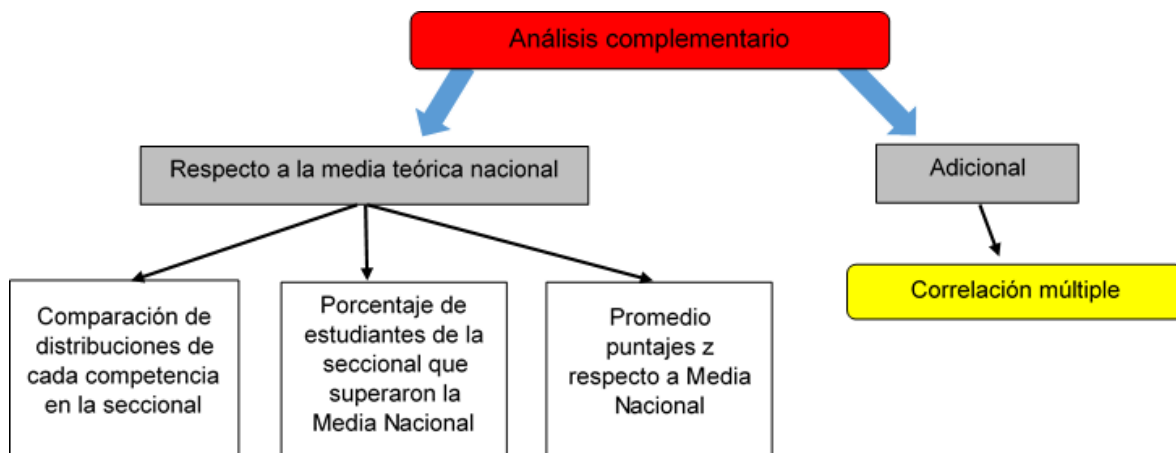 Análisis complementario
Respecto a la media teórica nacional
Adicional
Comparación de
distribuciones de
cada competencia
en la seccional
Porcentaje de
estudiantes de la
seccional que
superaron la
Media Nacional
Promedio
puntajes z
respecto a Media
Nacional
Correlación múltiple